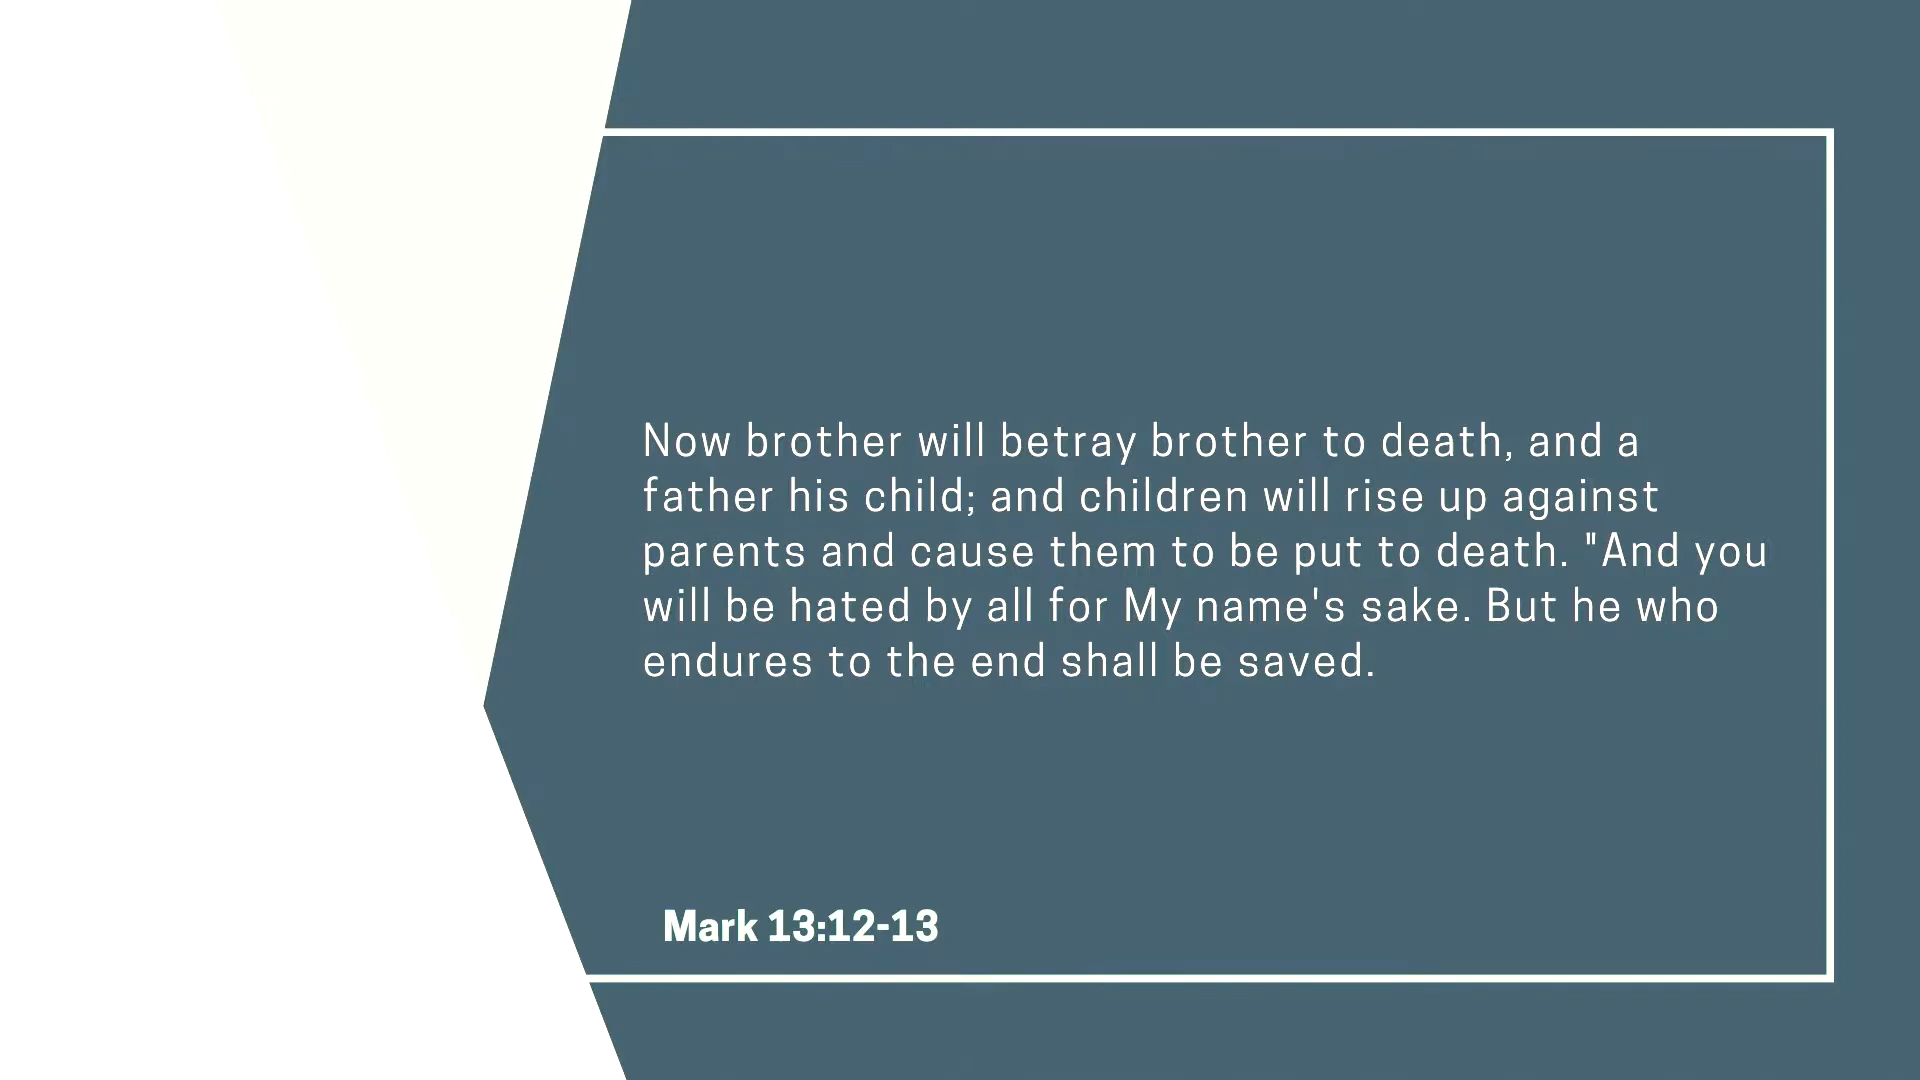 Now brother will betray brother to death, and a
father his child; and children will rise up against
parents and cause them to be put to death. "And you
will be hated by all for My name's sake. But he who
endures to the end shall be saved.
Mark 13:12-13